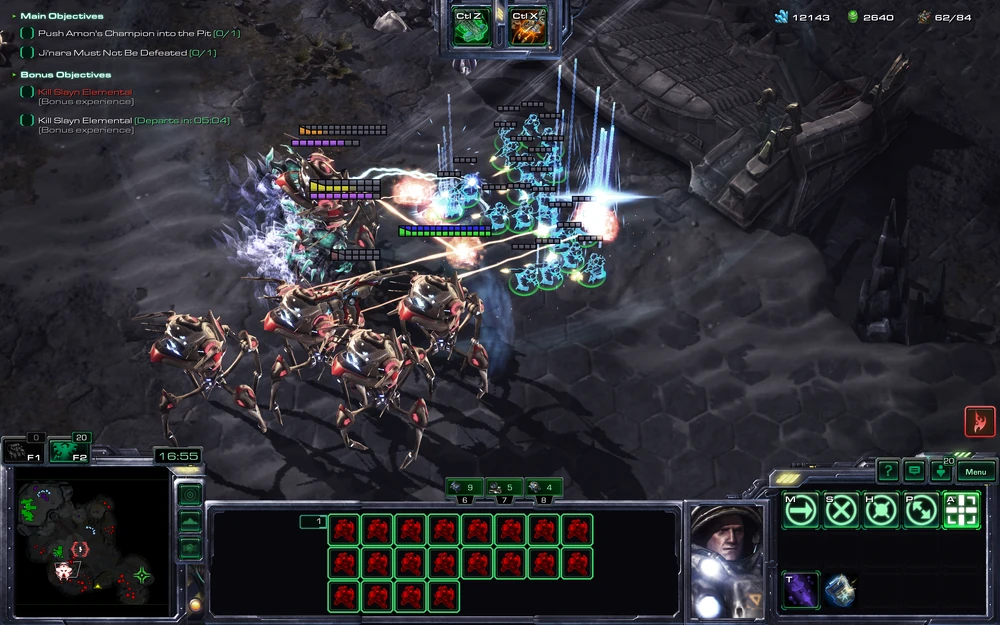 Main Objectives
Push Amon's Champion into the Pit (0/1)
Ji'nara Must Not Be Defeated (0/1)
Bonus Objectives
Kill Slayn Elemental
(Bonus experience)
Kill Slayn Elemental (Departs in: 05:04)
(Bonus experience)
Ctl Z
Ctl X
12143
2640
62/84
0
F1
20
F2
16:55
9
5
4
6
7
8
1
?
20
Menu
M
S
H
P
A
T